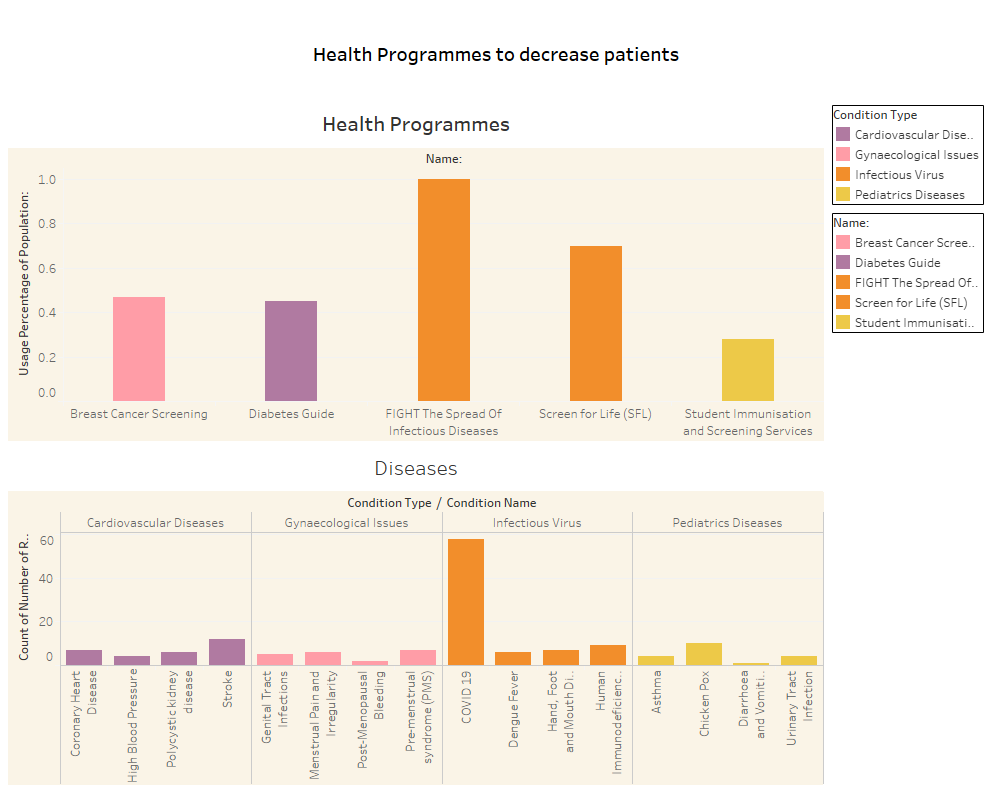 Health Programmes to decrease patients
Health Programmes
Name:
Usage Percentage of Population:
1.0
0.8
0.6
0.4
0.2
0.0
Breast Cancer Screening
Diabetes Guide
FIGHT The Spread Of
Infectious Diseases
Screen for Life (SFL)
Student Immunisation
and Screening Services
Condition Type
Cardiovascular Dise..
Gynaecological Issues
Infectious Virus
Pediatrics Diseases
Name:
Breast Cancer Scree..
Diabetes Guide
FIGHT The Spread Of..
Screen for Life (SFL)
Student Immunisati..
Diseases
Condition Type / Condition Name
Cardiovascular Diseases
Gynaecological Issues
Infectious Virus
Pediatrics Diseases
Count of Number of R..
60
40
20
0
Coronary Heart
Disease
High Blood Pressure
Polycystic kidney
disease
Stroke
Genital Tract
Infections
Menstrual Pain and
Irregularity
Post-Menopausal
Bleeding
Pre-menstrual
syndrome (PMS)
COVID 19
Dengue Fever
Hand, Foot
and Mouth Di..
Human
Immunodeficienc..
Asthma
Chicken Pox
Diarrhoea
and Vomiti..
Urinary Tract
Infection